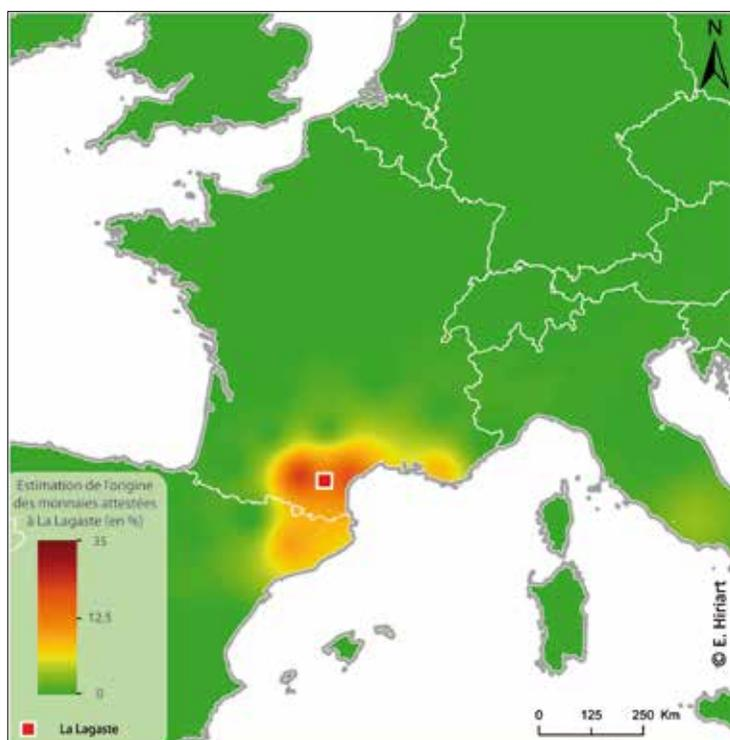 N
Estimation de l'origine
des monnaies attestées
à La Lagaste (en %)
35
12.5
0
La Lagaste
0 125 250 Km
© E. Hiriart